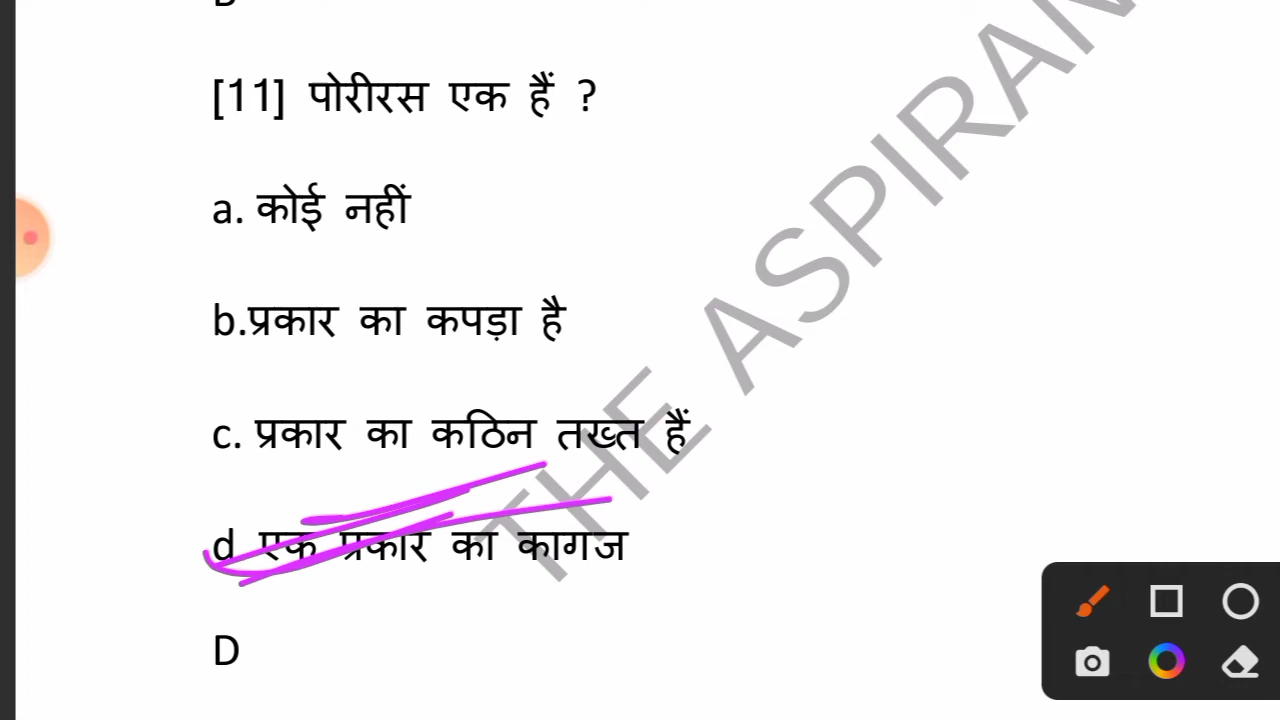 [11] पोरीरस एक हैं ?
a. कोई नहीं
b.प्रकार का कपड़ा है
c. प्रकार का कठिन तख्त हैं
d एक प्रकार का कागज
D
THE ASPIRAN